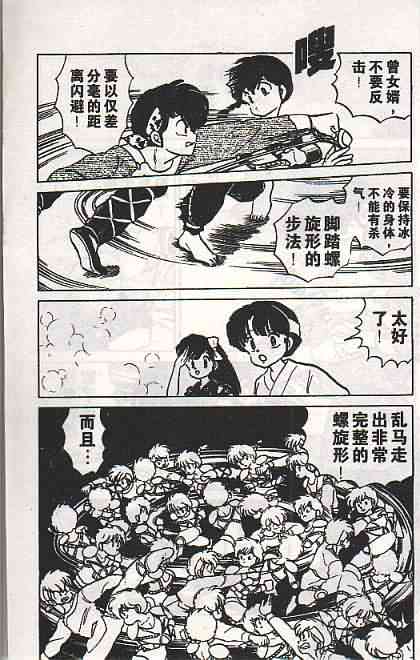 嗖
曾女婿，
不要反
击！
要以仅差
分毫的距
离闪避！
要保持冰
冷的身体，
不能有杀
气！
脚踏螺
旋形的
步法！
太好
了！
乱马走
出非常
完整的
螺旋形！
而且…